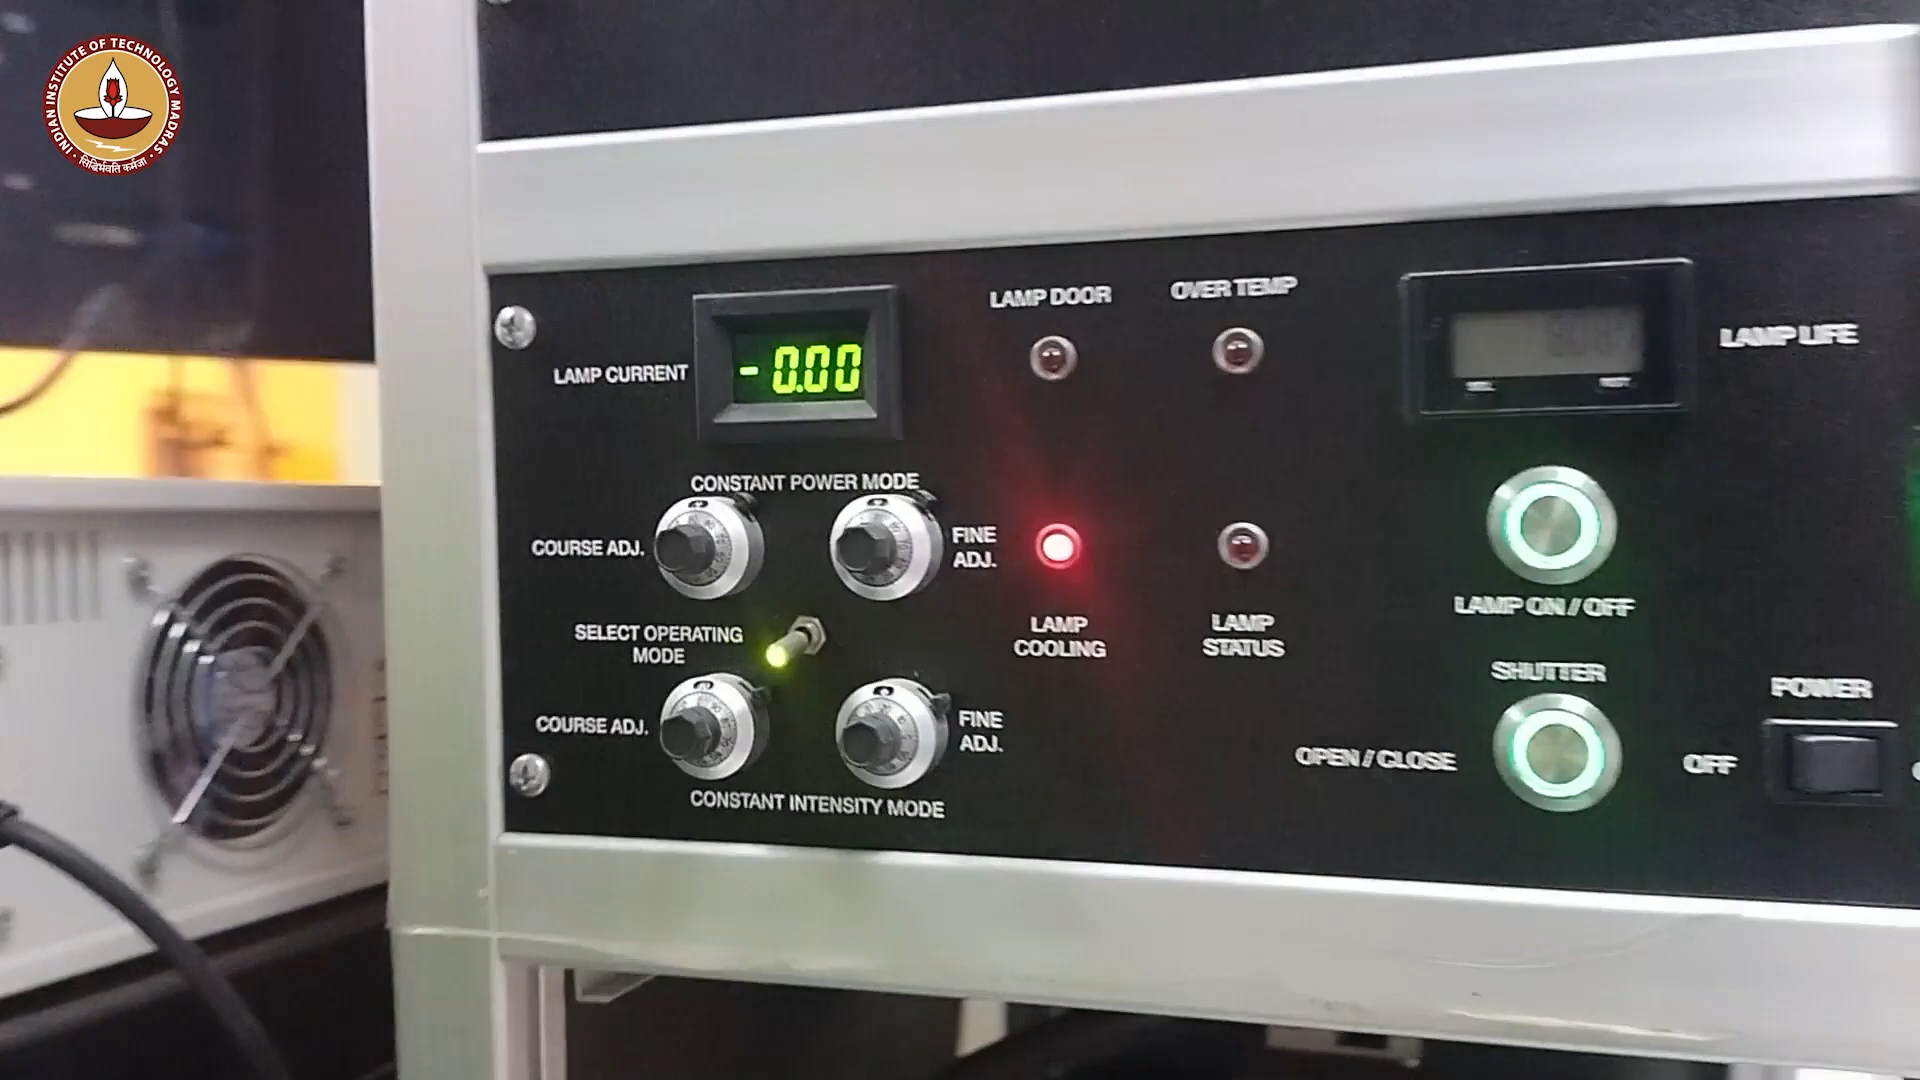 INDIAN INSTITUTE OF TECHNOLOGY MADRAS
सिद्धिर्भवति कर्मजा
LAMP DOOR
OVER TEMP
LAMP CURRENT
- 0.00
LAMP LIFE
CONSTANT POWER MODE
COURSE ADJ.
FINE
ADJ.
LAMP ON / OFF
SELECT OPERATING
MODE
LAMP
COOLING
LAMP
STATUS
SHUTTER
POWER
COURSE ADJ.
FINE
ADJ.
OPEN / CLOSE
OFF
CONSTANT INTENSITY MODE